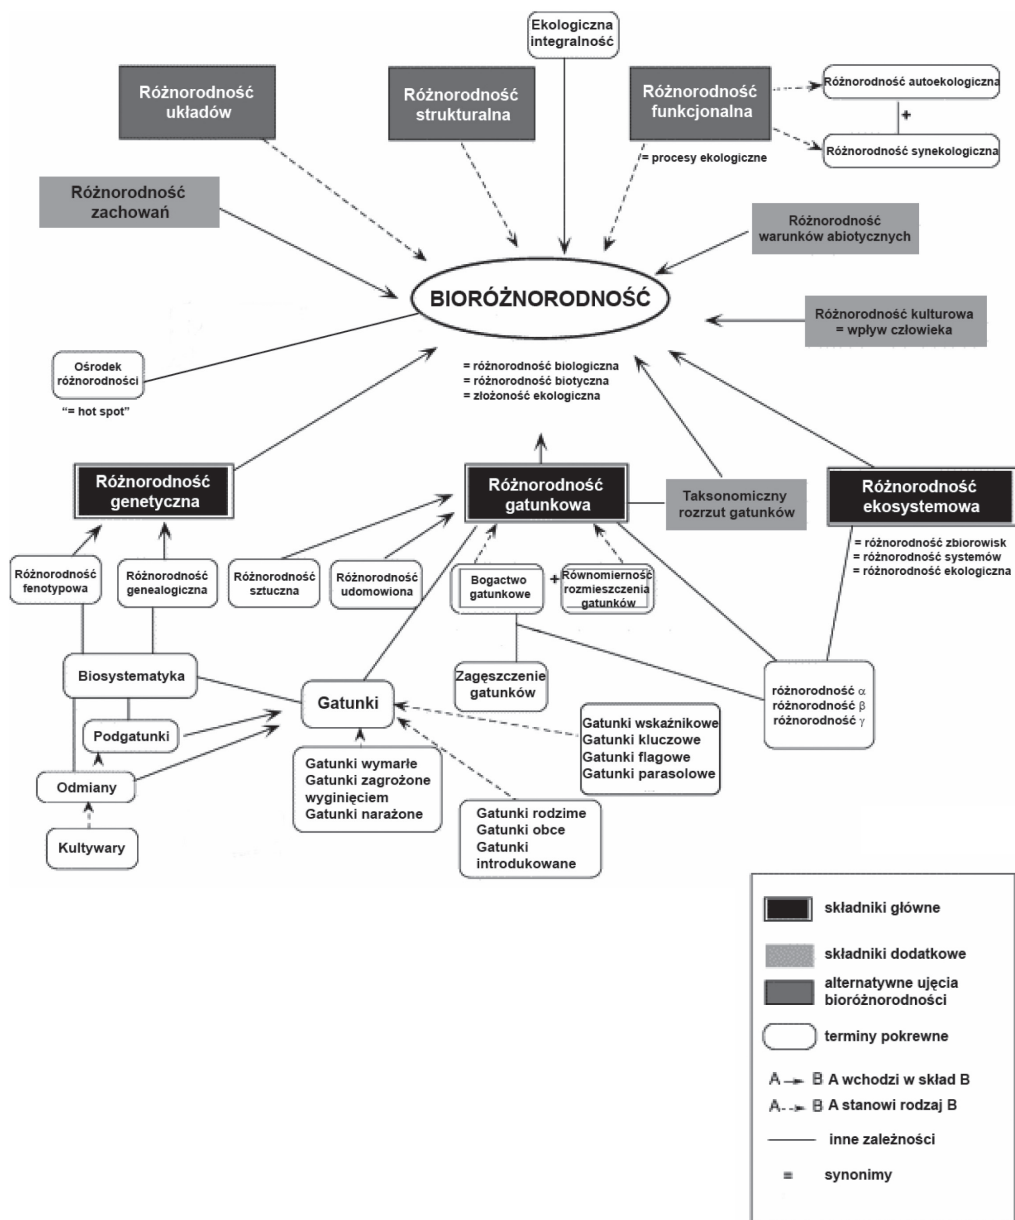 Ekologiczna
integralność
Różnorodność
układów
Różnorodność
strukturalna
Różnorodność
funkcjonalna
= procesy ekologiczne
Różnorodność autoekologiczna
+
Różnorodność synekologiczna
Różnorodność
zachowań
Różnorodność
warunków abiotycznych
BIORÓŻNORODNOŚĆ
Różnorodność kulturowa
= wpływ człowieka
Ośrodek
różnorodności
“= hot spot”
= różnorodność biologiczna
= różnorodność biotyczna
= złożoność ekologiczna
Różnorodność
genetyczna
Różnorodność
gatunkowa
Taksonomiczny
rozrzut gatunków
Różnorodność
ekosystemowa
= różnorodność zbiorowisk
= różnorodność systemów
= różnorodność ekologiczna
Różnorodność
fenotypowa
Różnorodność
genealogiczna
Różnorodność
sztuczna
Różnorodność
udomowiona
Bogactwo
gatunkowe
+
Równomierność
rozmieszczenia
gatunków
Biosystematyka
Zagęszczenie
gatunków
różnorodność α
różnorodność β
różnorodność γ
Gatunki
Podgatunki
Odmiany
Kultywary
Gatunki wymarłe
Gatunki zagrożone
wyginięciem
Gatunki narażone
Gatunki wskaźnikowe
Gatunki kluczowe
Gatunki flagowe
Gatunki parasolowe
...
Gatunki rodzime
Gatunki obce
Gatunki
introdukowane
składniki główne
składniki dodatkowe
alternatywne ujęcia
bioróżnorodności
terminy pokrewne
A → B A wchodzi w skład B
A --→ B A stanowi rodzaj B
inne zależności
= synonimy